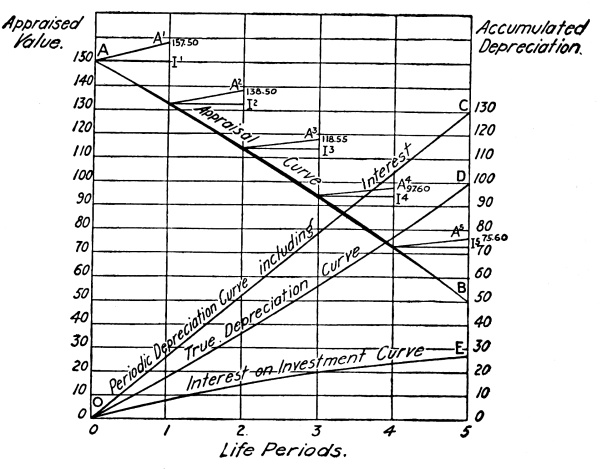 Appraised
Value.
Accumulated
Depreciation.
A
A¹
157.50
I¹
A²
138.50
I²
A³
118.55
I³
A⁴
97.60
I⁴
A⁵
75.60
I⁵
C
D
B
E
O
Appraisal Curve
Periodic Depreciation Curve including Interest
True Depreciation Curve
Interest on Investment Curve
150
140
130
120
110
100
90
80
70
60
50
40
30
20
10
0
130
120
110
100
90
80
70
60
50
40
30
20
10
0
0 1 2 3 4 5
Life Periods.